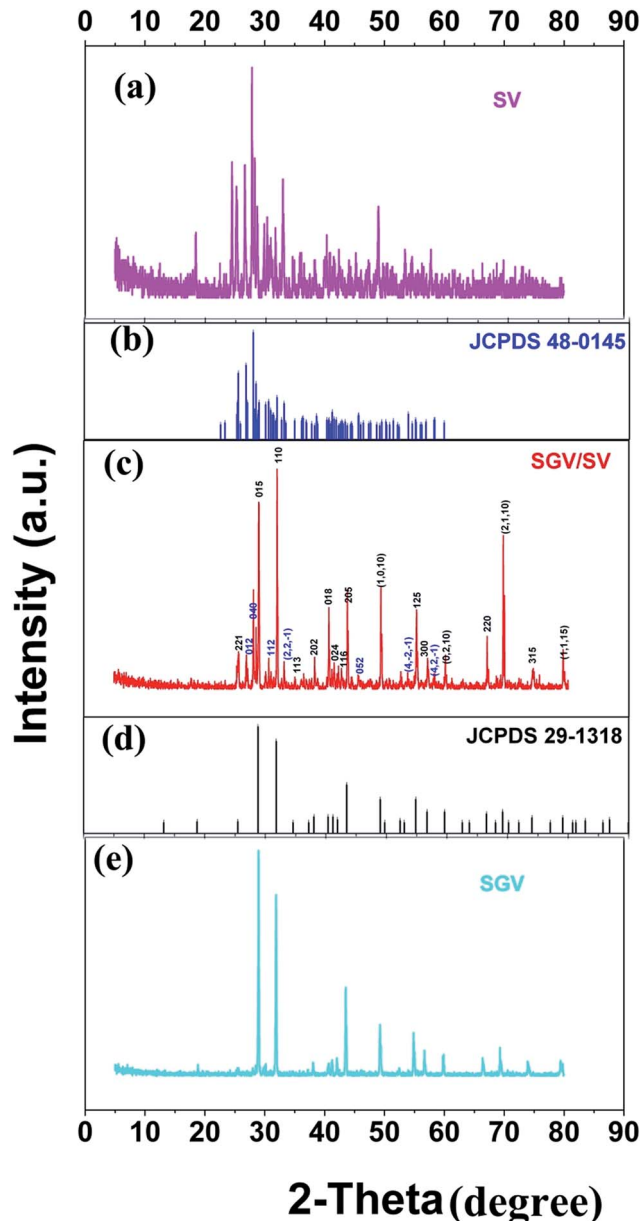 0 10 20 30 40 50 60 70 80 90
(a)
SV
(b)
JCPDS 48-0145
(c)
SGV/SV
110
015
(2,1,10)
040
018
205
(1,0,10)
125
221
012
112
(2,2,-1)
113
202
024
116
052
(4,-2,-1)
300
(4,2,-1)
(0,2,10)
220
315
(1,1,15)
(d)
JCPDS 29-1318
(e)
SGV
0 10 20 30 40 50 60 70 80 90
Intensity (a.u.)
2-Theta (degree)